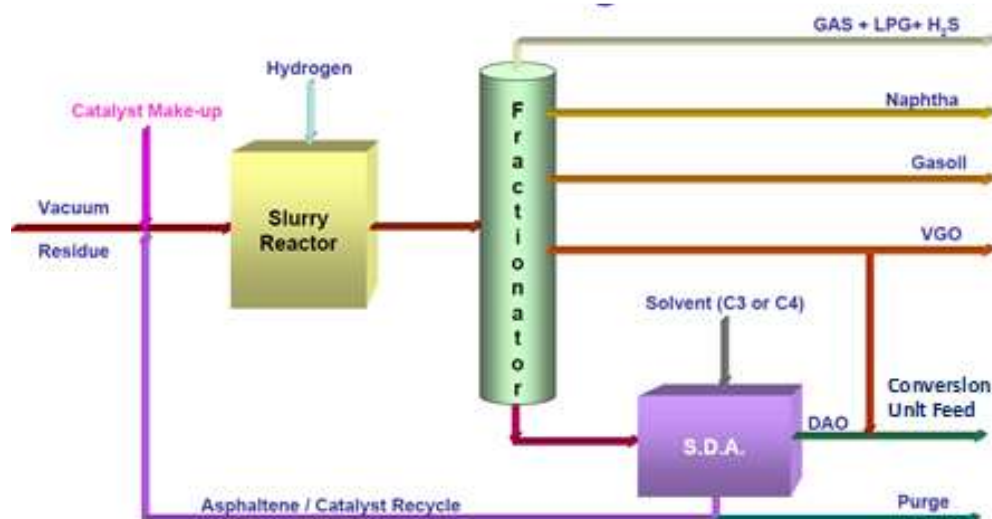 GAS + LPG+ H₂S
Hydrogen
Catalyst Make-up
Naphtha
Fractionator
Gasoil
Vacuum
Residue
Slurry
Reactor
VGO
Solvent (C3 or C4)
Conversion
Unit Feed
DAO
S.D.A.
Asphaltene / Catalyst Recycle
Purge